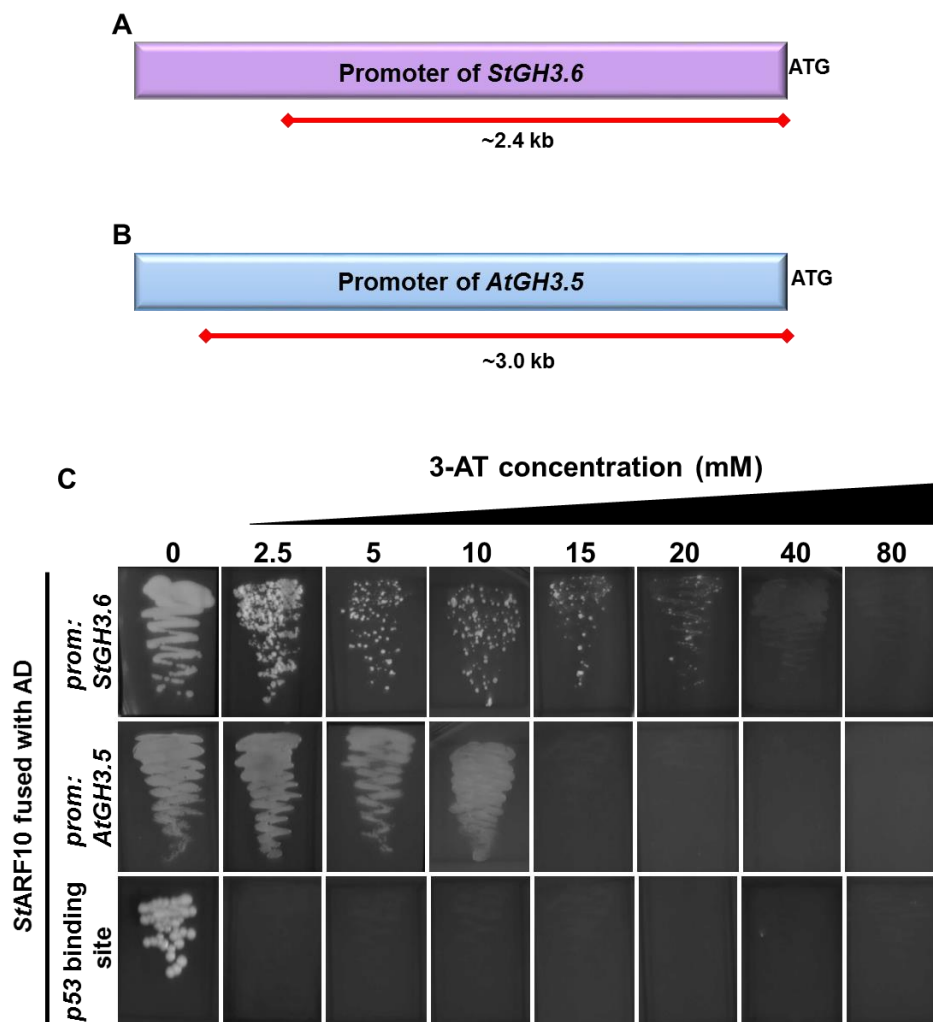 A
Promoter of StGH3.6
ATG
~2.4 kb
B
Promoter of AtGH3.5
ATG
~3.0 kb
C
3-AT concentration (mM)
0 2.5 5 10 15 20 40 80
StARF10 fused with AD
prom:
StGH3.6
prom:
AtGH3.5
p53 binding
site